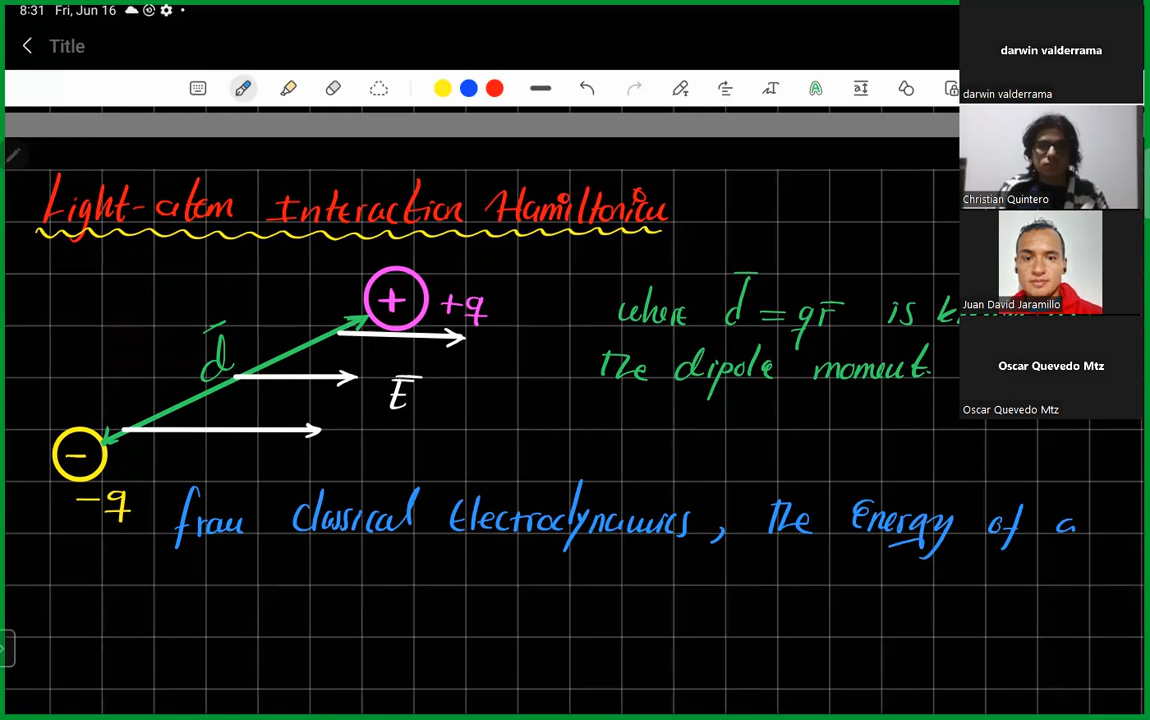 8:31 Fri, Jun 16
Title
Light-atom Interaction Hamiltonian
+ +q
d̄
Ē
−
−q
where d̄ = qr̄ is
the dipole moment.
from classical Electrodynamics, the Energy of a
darwin valderrama
darwin valderrama
Christian Quintero
Juan David Jaramillo
Oscar Quevedo Mtz
Oscar Quevedo Mtz